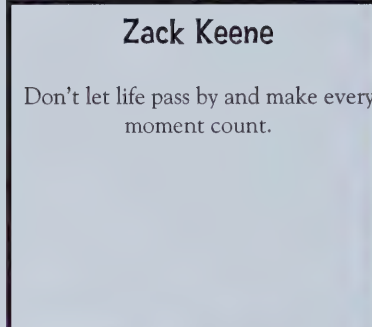 Zack Keene
Don't let life pass by and make every
moment count.